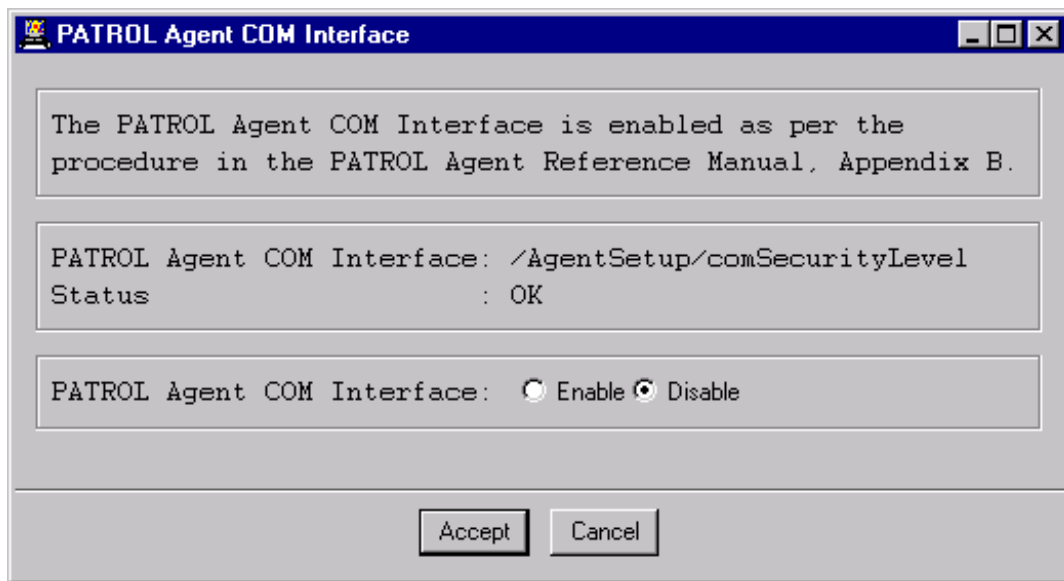 PATROL Agent COM Interface
The PATROL Agent COM Interface is enabled as per the
procedure in the PATROL Agent Reference Manual, Appendix B.
PATROL Agent COM Interface: /AgentSetup/comSecurityLevel
Status : OK
PATROL Agent COM Interface: Enable Disable
Accept Cancel